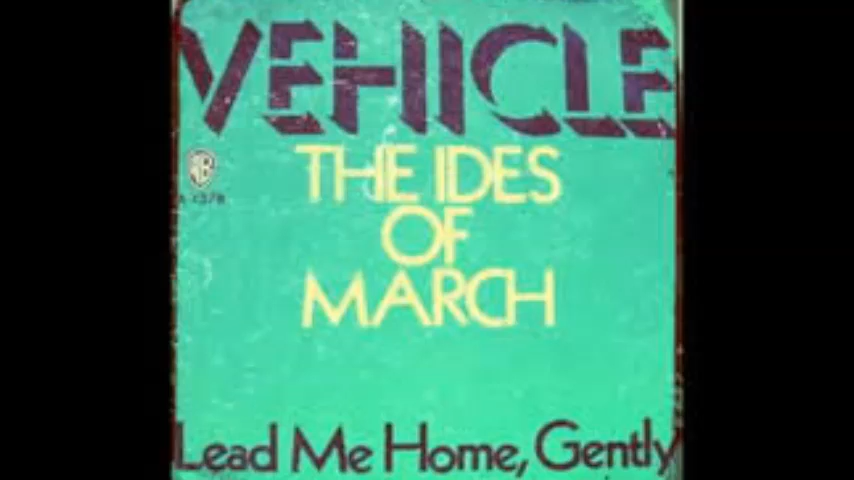 VEHICLE
THE IDES
OF
MARCH
Lead Me Home, Gently